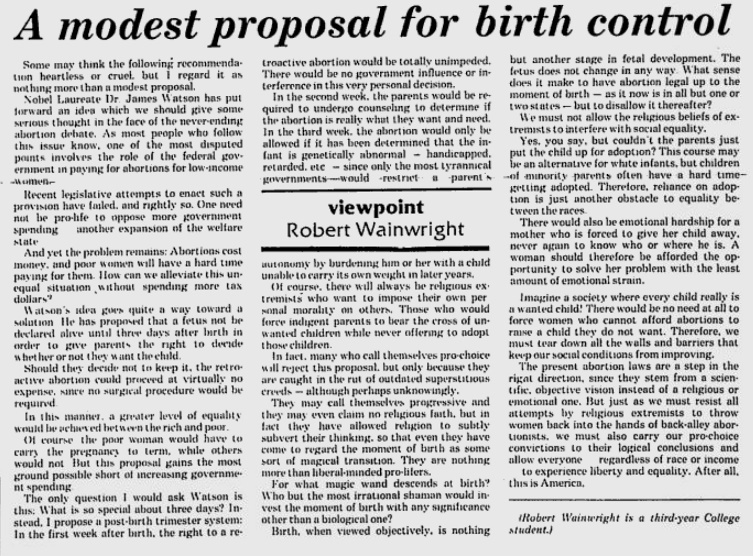 A modest proposal for birth control
Some may think the following recommenda-
tion heartless or cruel, but I regard it as
nothing more than a modest proposal.
Nobel Laureate Dr. James Watson has put
forward an idea which we should give some
serious thought in the face of the never-ending
abortion debate. As most people who follow
this issue know, one of the most disputed
points involves the role of the federal gov-
ernment in paying for abortions for low-income
women.
Recent legislative attempts to enact such a
provision have failed, and rightly so. One need
not be pro-life to oppose more government
spending another expansion of the welfare
state
And yet the problem remains: Abortions cost
money, and poor women will have a hard time
paying for them. How can we alleviate this un-
equal situation without spending more tax
dollars?
Watson's idea goes quite a way toward a
solution. He has proposed that a fetus not be
declared alive until three days after birth in
order to give parents the right to decide
whether or not they want the child.
Should they decide not to keep it, the retro-
active abortion could proceed at virtually no
expense, since no surgical procedure would be
required.
In this manner, a greater level of equality
would be achieved between the rich and poor.
Of course the poor woman would have to
carry the pregnancy to term, while others
would not. But this proposal gains the most
ground possible short of increasing governme-
nt spending
The only question I would ask Watson is
this: What is so special about three days? In-
stead, I propose a post-birth trimester system:
In the first week after birth, the right to a re-
troactive abortion would be totally unimpeded.
There would be no government influence or in-
terference in this very personal decision.
In the second week, the parents would be re-
quired to undergo counseling to determine if
the abortion is really what they want and need.
In the third week, the abortion would only be
allowed if it has been determined that the in-
fant is genetically abnormal — handicapped,
retarded, etc — since only the most tyrannical
governments would restrict a parent's
viewpoint
Robert Wainwright
autonomy by burdening him or her with a child
unable to carry its own weight in later years.
Of course, there will always be religious ex-
tremists who want to impose their own per-
sonal morality on others. Those who would
force indigent parents to bear the cross of un-
wanted children while never offering to adopt
those children.
In fact, many who call themselves pro-choice
will reject this proposal, but only because they
are caught in the rut of outdated superstitious
creeds — although perhaps unknowingly.
They may call themselves progressive and
they may even claim no religious faith, but in
fact they have allowed religion to subtly
subvert their thinking, so that even they have
come to regard the moment of birth as some
sort of magical transition. They are nothing
more than liberal-minded pro-lifers.
For what magic wand descends at birth?
Who but the most irrational shaman would in-
vest the moment of birth with any significance
other than a biological one?
Birth, when viewed objectively, is nothing
but another stage in fetal development. The
fetus does not change in any way. What sense
does it make to have abortion legal up to the
moment of birth — as it now is in all but one or
two states — but to disallow it thereafter?
We must not allow the religious beliefs of ex-
tremists to interfere with social equality.
Yes, you say, but couldn't the parents just
put the child up for adoption? This course may
be an alternative for white infants, but children
of minority parents often have a hard time
getting adopted. Therefore, reliance on adop-
tion is just another obstacle to equality be-
tween the races.
There would also be emotional hardship for a
mother who is forced to give her child away,
never again to know who or where he is. A
woman should therefore be afforded the op-
portunity to solve her problem with the least
amount of emotional strain.
Imagine a society where every child really is
a wanted child! There would be no need at all to
force women who cannot afford abortions to
raise a child they do not want. Therefore, we
must tear down all the walls and barriers that
keep our social conditions from improving.
The present abortion laws are a step in the
right direction, since they stem from a scien-
tific, objective vision instead of a religious or
emotional one. But just as we must resist all
attempts by religious extremists to throw
women back into the hands of back-alley abor-
tionists, we must also carry our pro-choice
convictions to their logical conclusions and
allow everyone regardless of race or income
to experience liberty and equality. After all,
this is America.
(Robert Wainwright is a third-year College
student.)